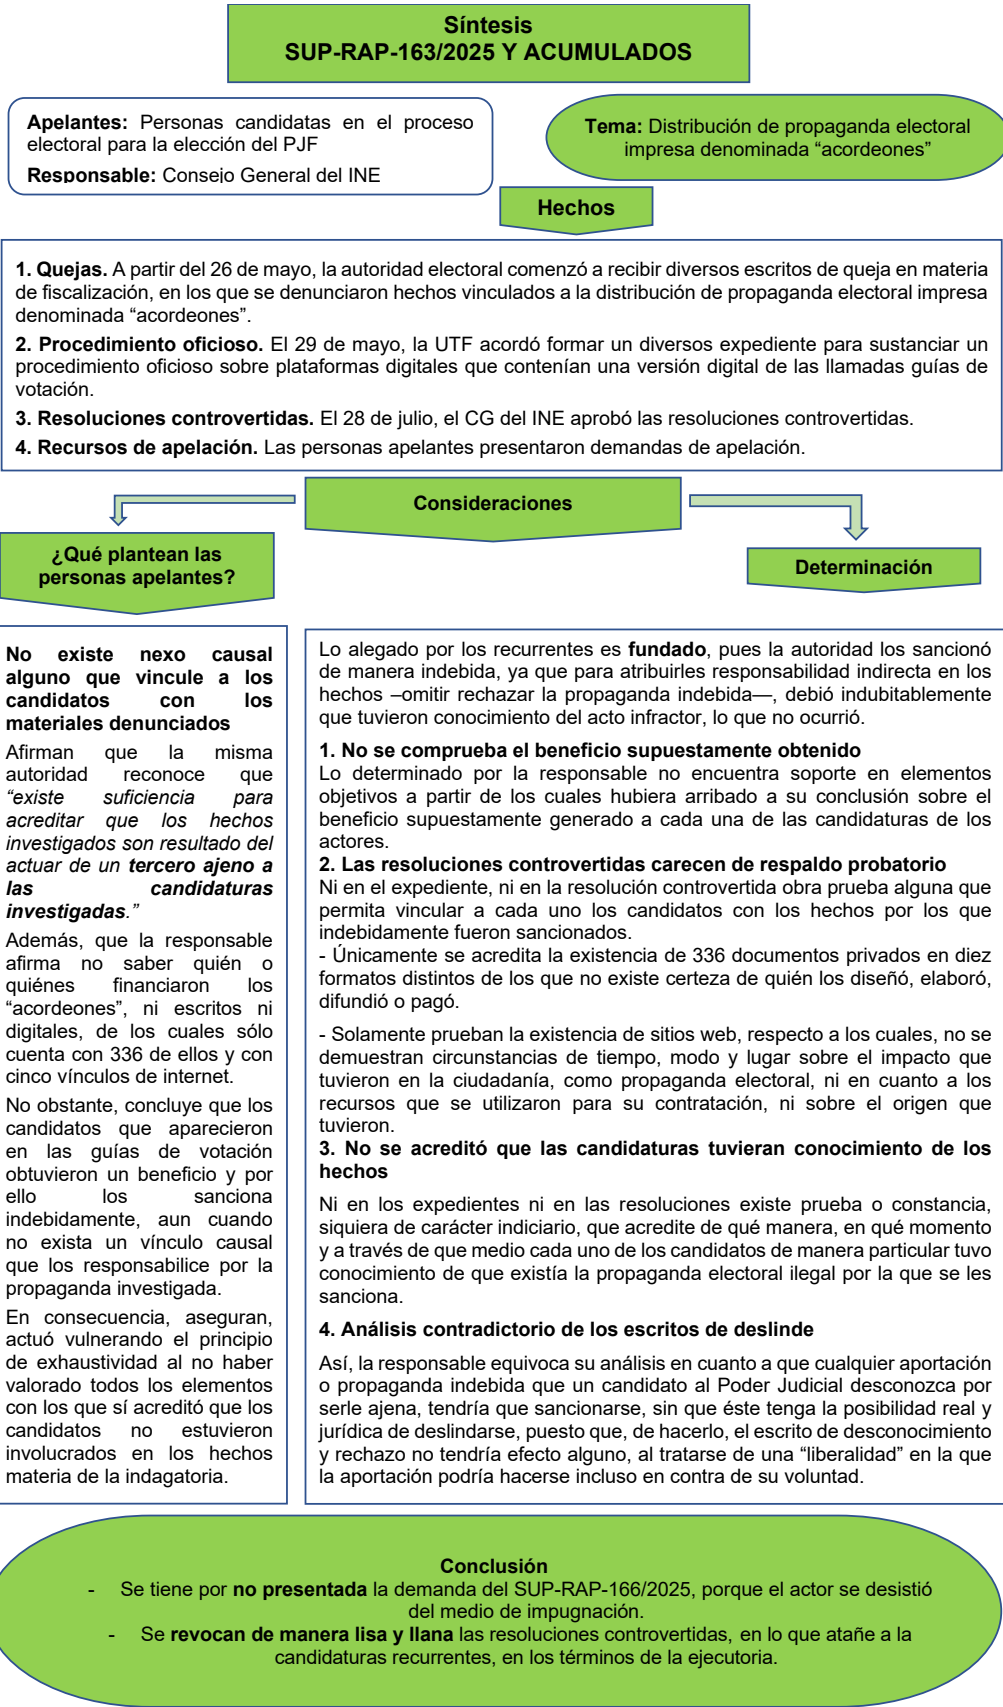 Síntesis
SUP-RAP-163/2025 Y ACUMULADOS
Apelantes: Personas candidatas en el proceso
electoral para la elección del PJF
Responsable: Consejo General del INE
Tema: Distribución de propaganda electoral
impresa denominada “acordeones”
Hechos
1. Quejas. A partir del 26 de mayo, la autoridad electoral comenzó a recibir diversos escritos de queja en materia
de fiscalización, en los que se denunciaron hechos vinculados a la distribución de propaganda electoral impresa
denominada “acordeones”.
2. Procedimiento oficioso. El 29 de mayo, la UTF acordó formar un diversos expediente para sustanciar un
procedimiento oficioso sobre plataformas digitales que contenían una versión digital de las llamadas guías de
votación.
3. Resoluciones controvertidas. El 28 de julio, el CG del INE aprobó las resoluciones controvertidas.
4. Recursos de apelación. Las personas apelantes presentaron demandas de apelación.
Consideraciones
¿Qué plantean las
personas apelantes?
Determinación
No existe nexo causal
alguno que vincule a los
candidatos con los
materiales denunciados
Afirman que la misma
autoridad reconoce que
“existe suficiencia para
acreditar que los hechos
investigados son resultado del
actuar de un tercero ajeno a
las candidaturas
investigadas.”
Además, que la responsable
afirma no saber quién o
quiénes financiaron los
“acordeones”, ni escritos ni
digitales, de los cuales sólo
cuenta con 336 de ellos y con
cinco vínculos de internet.
No obstante, concluye que los
candidatos que aparecieron
en las guías de votación
obtuvieron un beneficio y por
ello los sanciona
indebidamente, aun cuando
no exista un vínculo causal
que los responsabilice por la
propaganda investigada.
En consecuencia, aseguran,
actuó vulnerando el principio
de exhaustividad al no haber
valorado todos los elementos
con los que sí acreditó que los
candidatos no estuvieron
involucrados en los hechos
materia de la indagatoria.
Lo alegado por los recurrentes es fundado, pues la autoridad los sancionó
de manera indebida, ya que para atribuirles responsabilidad indirecta en los
hechos –omitir rechazar la propaganda indebida—, debió indubitablemente
que tuvieron conocimiento del acto infractor, lo que no ocurrió.
1. No se comprueba el beneficio supuestamente obtenido
Lo determinado por la responsable no encuentra soporte en elementos
objetivos a partir de los cuales hubiera arribado a su conclusión sobre el
beneficio supuestamente generado a cada una de las candidaturas de los
actores.
2. Las resoluciones controvertidas carecen de respaldo probatorio
Ni en el expediente, ni en la resolución controvertida obra prueba alguna que
permita vincular a cada uno los candidatos con los hechos por los que
indebidamente fueron sancionados.
- Únicamente se acredita la existencia de 336 documentos privados en diez
formatos distintos de los que no existe certeza de quién los diseñó, elaboró,
difundió o pagó.
- Solamente prueban la existencia de sitios web, respecto a los cuales, no se
demuestran circunstancias de tiempo, modo y lugar sobre el impacto que
tuvieron en la ciudadanía, como propaganda electoral, ni en cuanto a los
recursos que se utilizaron para su contratación, ni sobre el origen que
tuvieron.
3. No se acreditó que las candidaturas tuvieran conocimiento de los
hechos
Ni en los expedientes ni en las resoluciones existe prueba o constancia,
siquiera de carácter indiciario, que acredite de qué manera, en qué momento
y a través de que medio cada uno de los candidatos de manera particular tuvo
conocimiento de que existía la propaganda electoral ilegal por la que se les
sanciona.
4. Análisis contradictorio de los escritos de deslinde
Así, la responsable equivoca su análisis en cuanto a que cualquier aportación
o propaganda indebida que un candidato al Poder Judicial desconozca por
serle ajena, tendría que sancionarse, sin que éste tenga la posibilidad real y
jurídica de deslindarse, puesto que, de hacerlo, el escrito de desconocimiento
y rechazo no tendría efecto alguno, al tratarse de una “liberalidad” en la que
la aportación podría hacerse incluso en contra de su voluntad.
Conclusión
- Se tiene por no presentada la demanda del SUP-RAP-166/2025, porque el actor se desistió
del medio de impugnación.
- Se revocan de manera lisa y llana las resoluciones controvertidas, en lo que atañe a la
candidaturas recurrentes, en los términos de la ejecutoria.